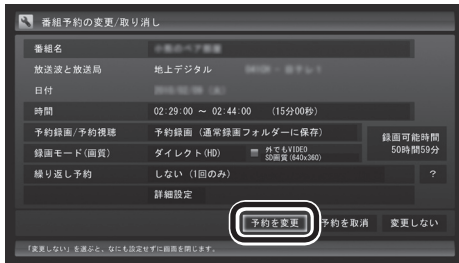 番組予約の変更/取り消し
番組名
放送波と放送局 地上デジタル
日付
時間 02:29:00 ~ 02:44:00 (15分00秒)
予約録画/予約視聴 予約録画 (通常録画フォルダーに保存)
録画可能時間
50時間59分
録画モード(画質) ダイレクト(HD) 外でもVIDEO
SD画質(640x360)
繰り返し予約 しない (1回のみ) ?
詳細設定
予約を変更 予約を取消 変更しない
「変更しない」を選ぶと、なにも設定せずに画面を閉じます。